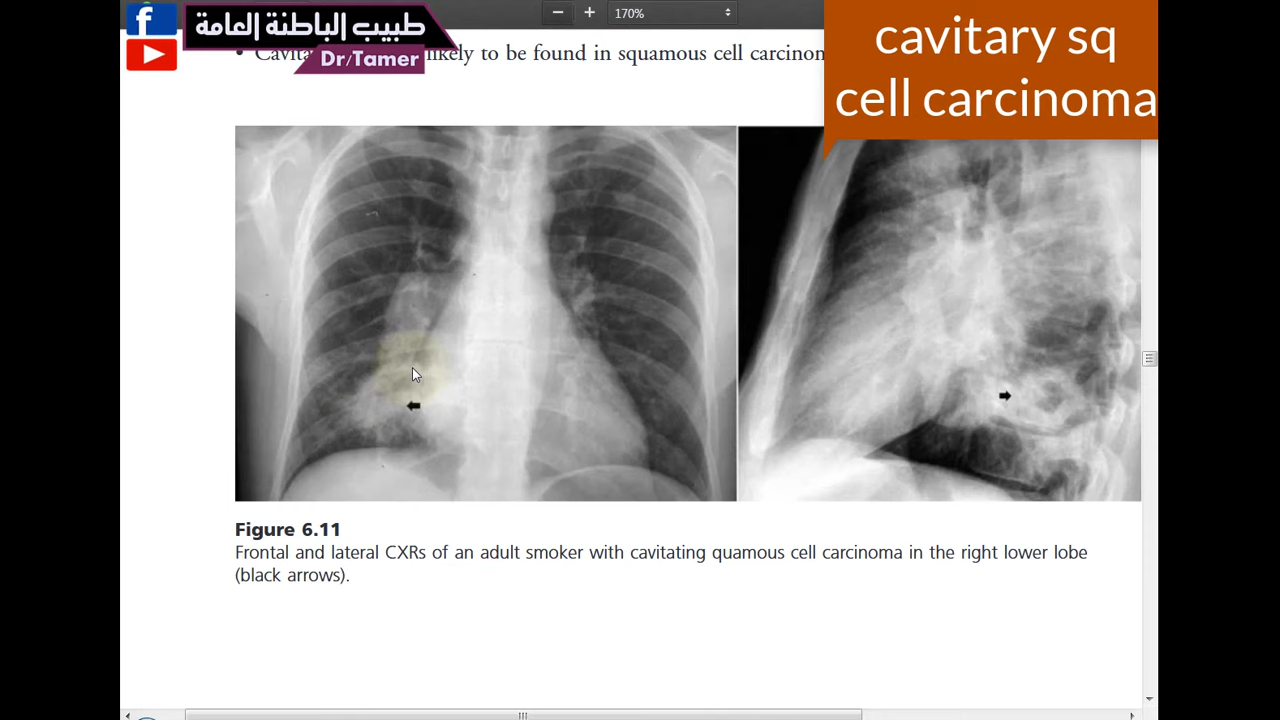 170%
طبيب الباطنة العامة
Dr/Tamer
cavitary sq
cell carcinoma
likely to be found in squamous cell
Figure 6.11
Frontal and lateral CXRs of an adult smoker with cavitating quamous cell carcinoma in the right lower lobe
(black arrows).